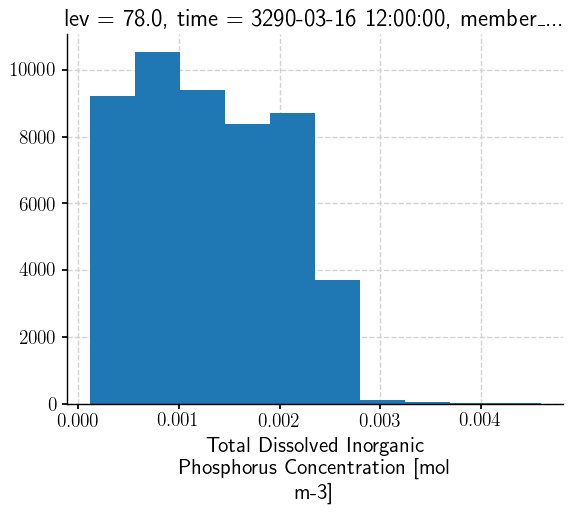 lev = 78.0, time = 3290-03-16 12:00:00, member_...
10000
8000
6000
4000
2000
0
0.000 0.001 0.002 0.003 0.004
Total Dissolved Inorganic
Phosphorus Concentration [mol
m-3]